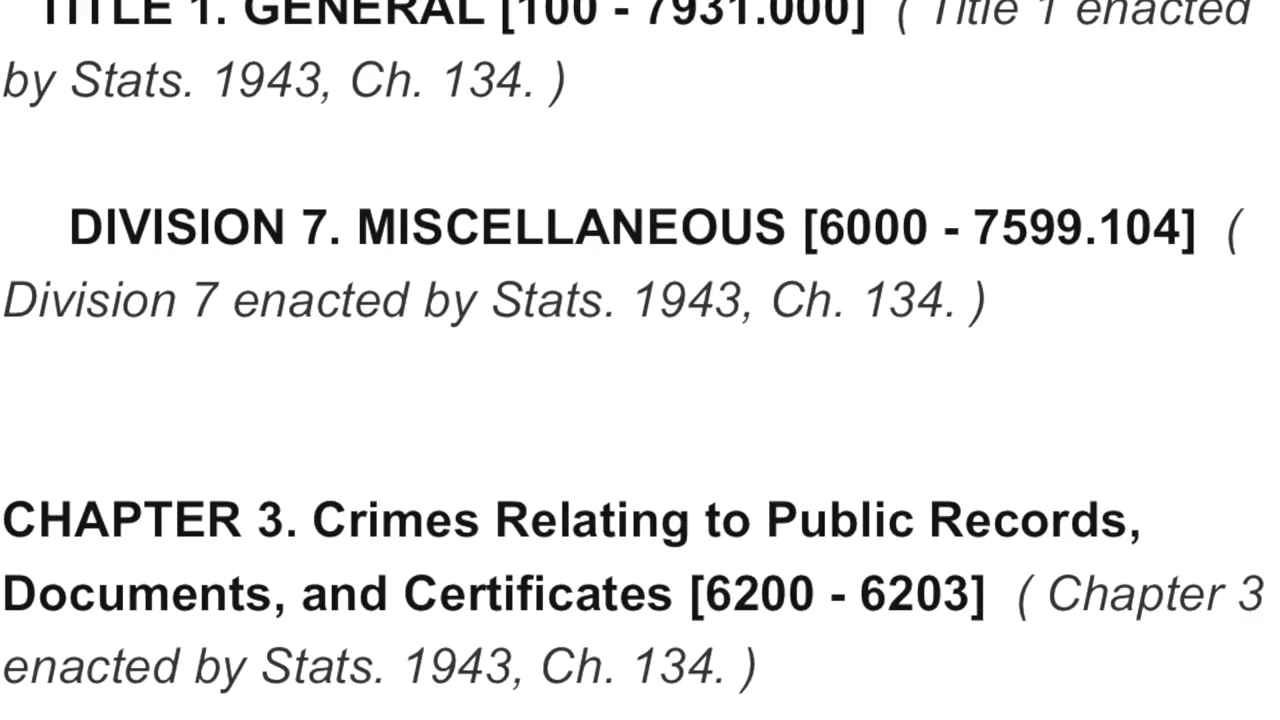 TITLE 1. GENERAL [100 - 7931.000] ( Title 1 enacted
by Stats. 1943, Ch. 134. )
DIVISION 7. MISCELLANEOUS [6000 - 7599.104] (
Division 7 enacted by Stats. 1943, Ch. 134. )
CHAPTER 3. Crimes Relating to Public Records,
Documents, and Certificates [6200 - 6203] ( Chapter 3
enacted by Stats. 1943, Ch. 134. )